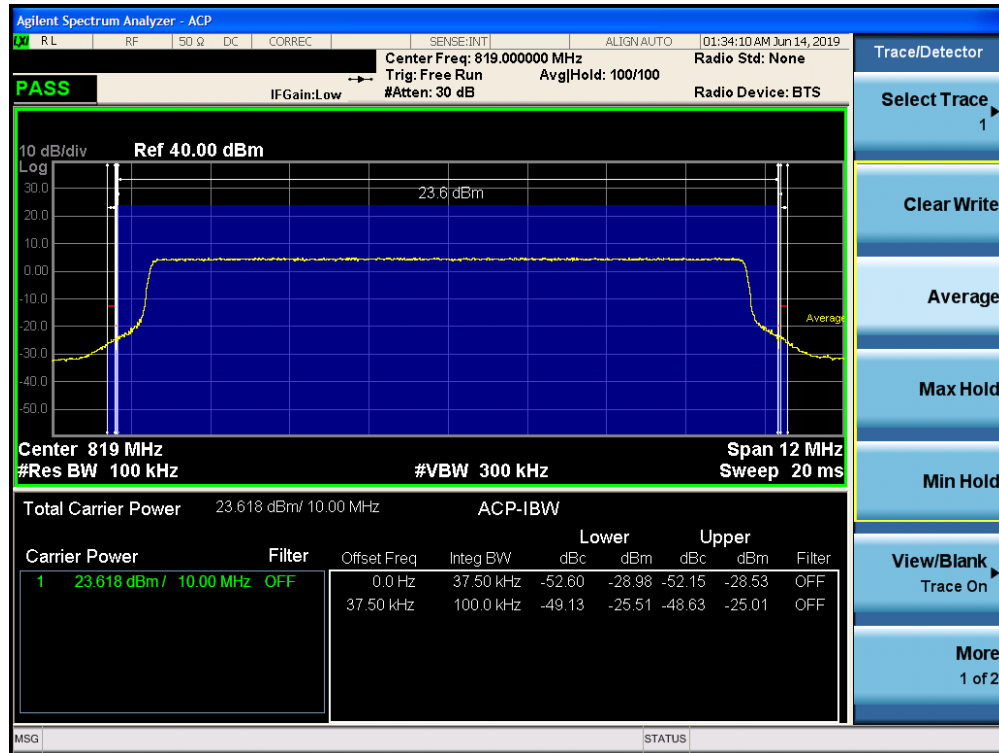 Agilent Spectrum Analyzer - ACP
LXI RL RF 50 Ω DC CORREC SENSE:INT ALIGN AUTO 01:34:10 AM Jun 14, 2019
Center Freq: 819.000000 MHz Radio Std: None
Trig: Free Run Avg|Hold: 100/100
PASS IFGain:Low #Atten: 30 dB Radio Device: BTS
10 dB/div Ref 40.00 dBm
Log
30.0
23.6 dBm
20.0
10.0
0.00
-10.0
-20.0
Average
-30.0
-40.0
-50.0
Center 819 MHz Span 12 MHz
#Res BW 100 kHz #VBW 300 kHz Sweep 20 ms
Total Carrier Power 23.618 dBm/ 10.00 MHz ACP-IBW
Lower Upper
Carrier Power Filter Offset Freq Integ BW dBc dBm dBc dBm Filter
1 23.618 dBm / 10.00 MHz OFF 0.0 Hz 37.50 kHz -52.60 -28.98 -52.15 -28.53 OFF
37.50 kHz 100.0 kHz -49.13 -25.51 -48.63 -25.01 OFF
MSG STATUS
Trace/Detector
Select Trace
1
Clear Write
Average
Max Hold
Min Hold
View/Blank
Trace On
More
1 of 2